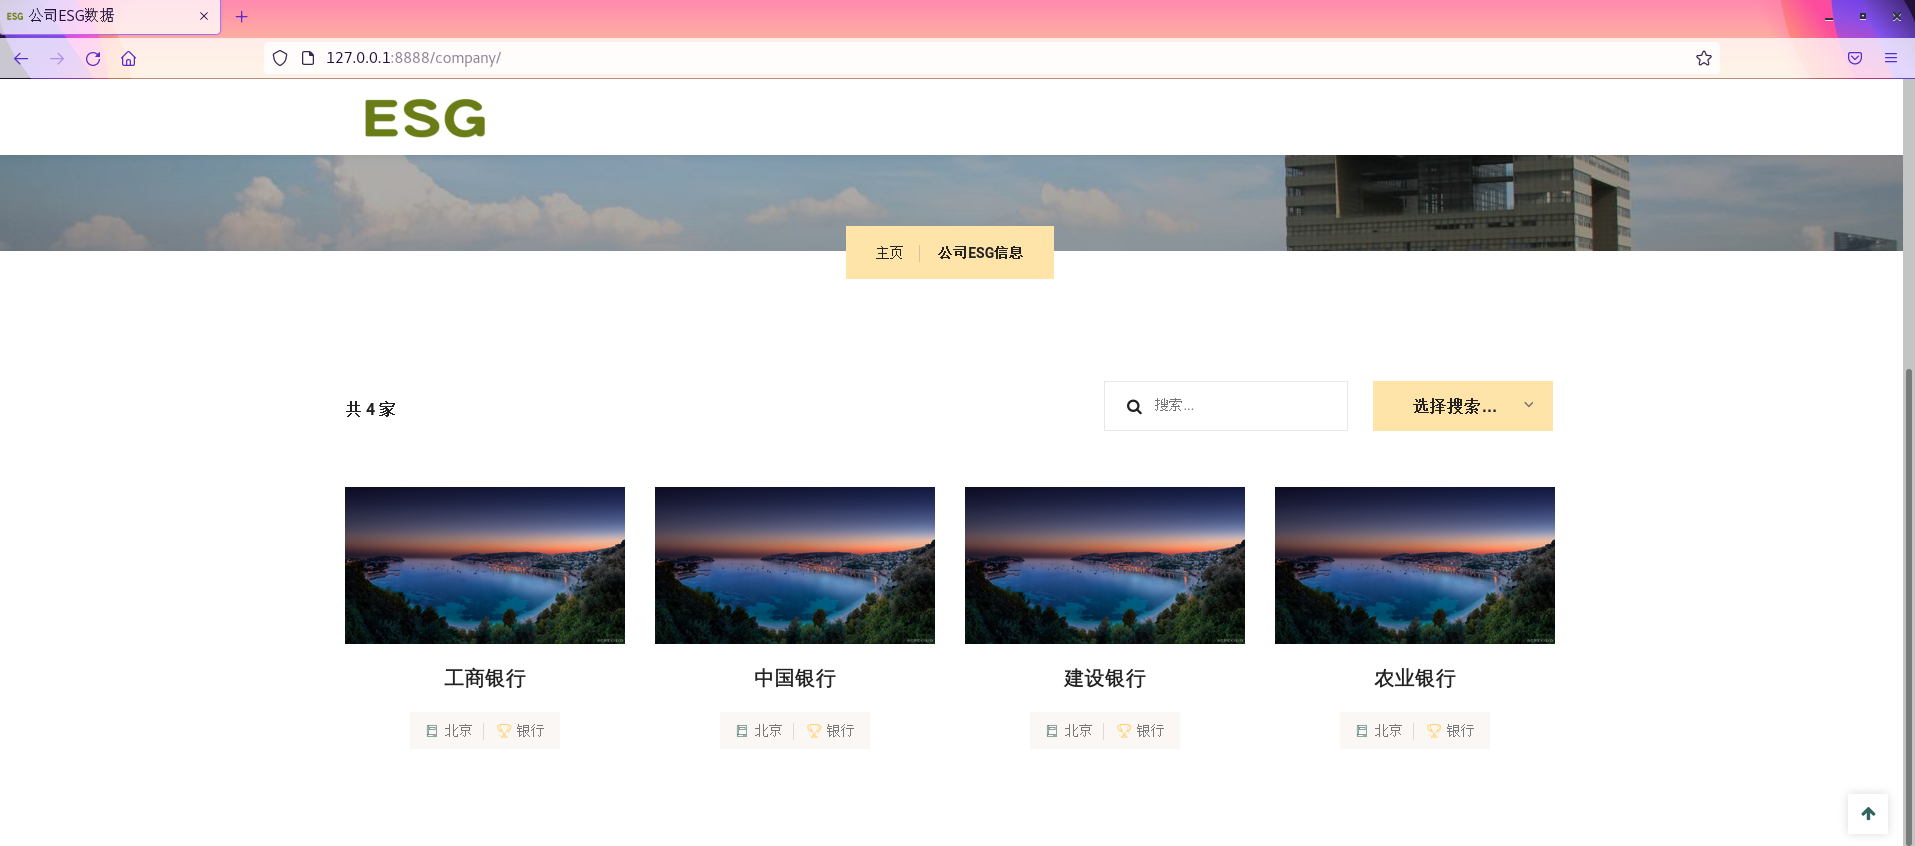 ESG 公司ESG数据
127.0.0.1:8888/company/
ESG
主页 公司ESG信息
共 4 家
搜索...
选择搜索...
工商银行 中国银行 建设银行 农业银行
北京 银行 北京 银行 北京 银行 北京 银行